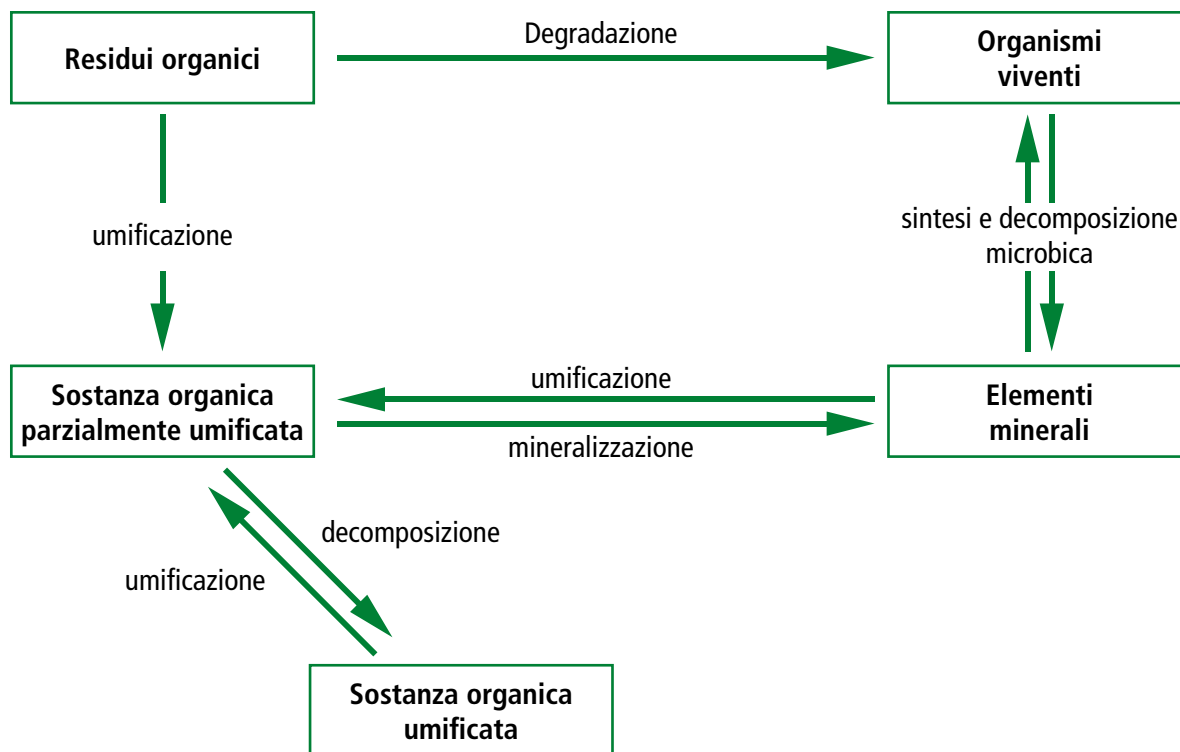 Degradazione
Residui organici
Organismi
viventi
umificazione
sintesi e decomposizione
microbica
Sostanza organica
parzialmente umificata
umificazione
mineralizzazione
Elementi
minerali
decomposizione
umificazione
Sostanza organica
umificata